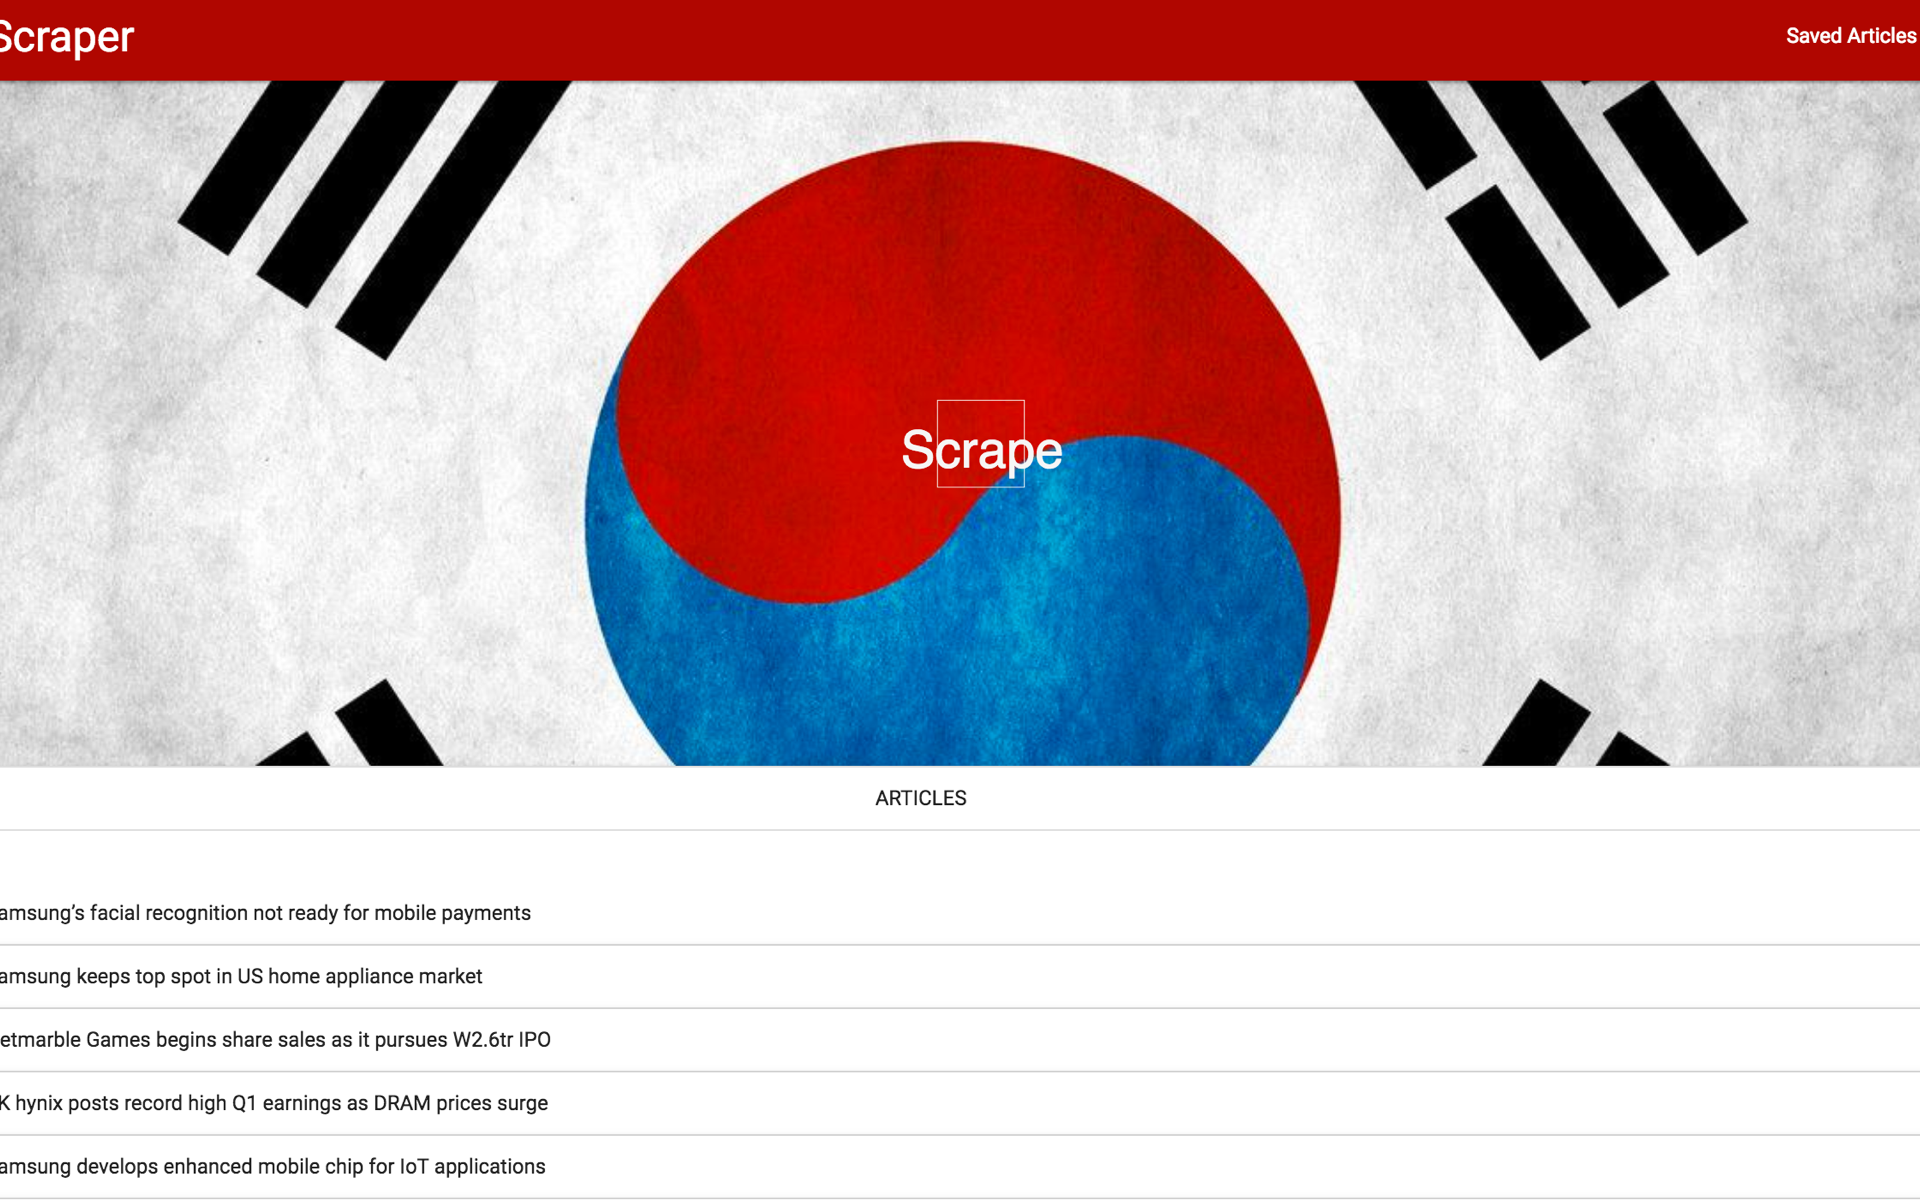 Scraper
Saved Articles
Scrape
ARTICLES
amsung’s facial recognition not ready for mobile payments
amsung keeps top spot in US home appliance market
etmarble Games begins share sales as it pursues W2.6tr IPO
K hynix posts record high Q1 earnings as DRAM prices surge
amsung develops enhanced mobile chip for IoT applications